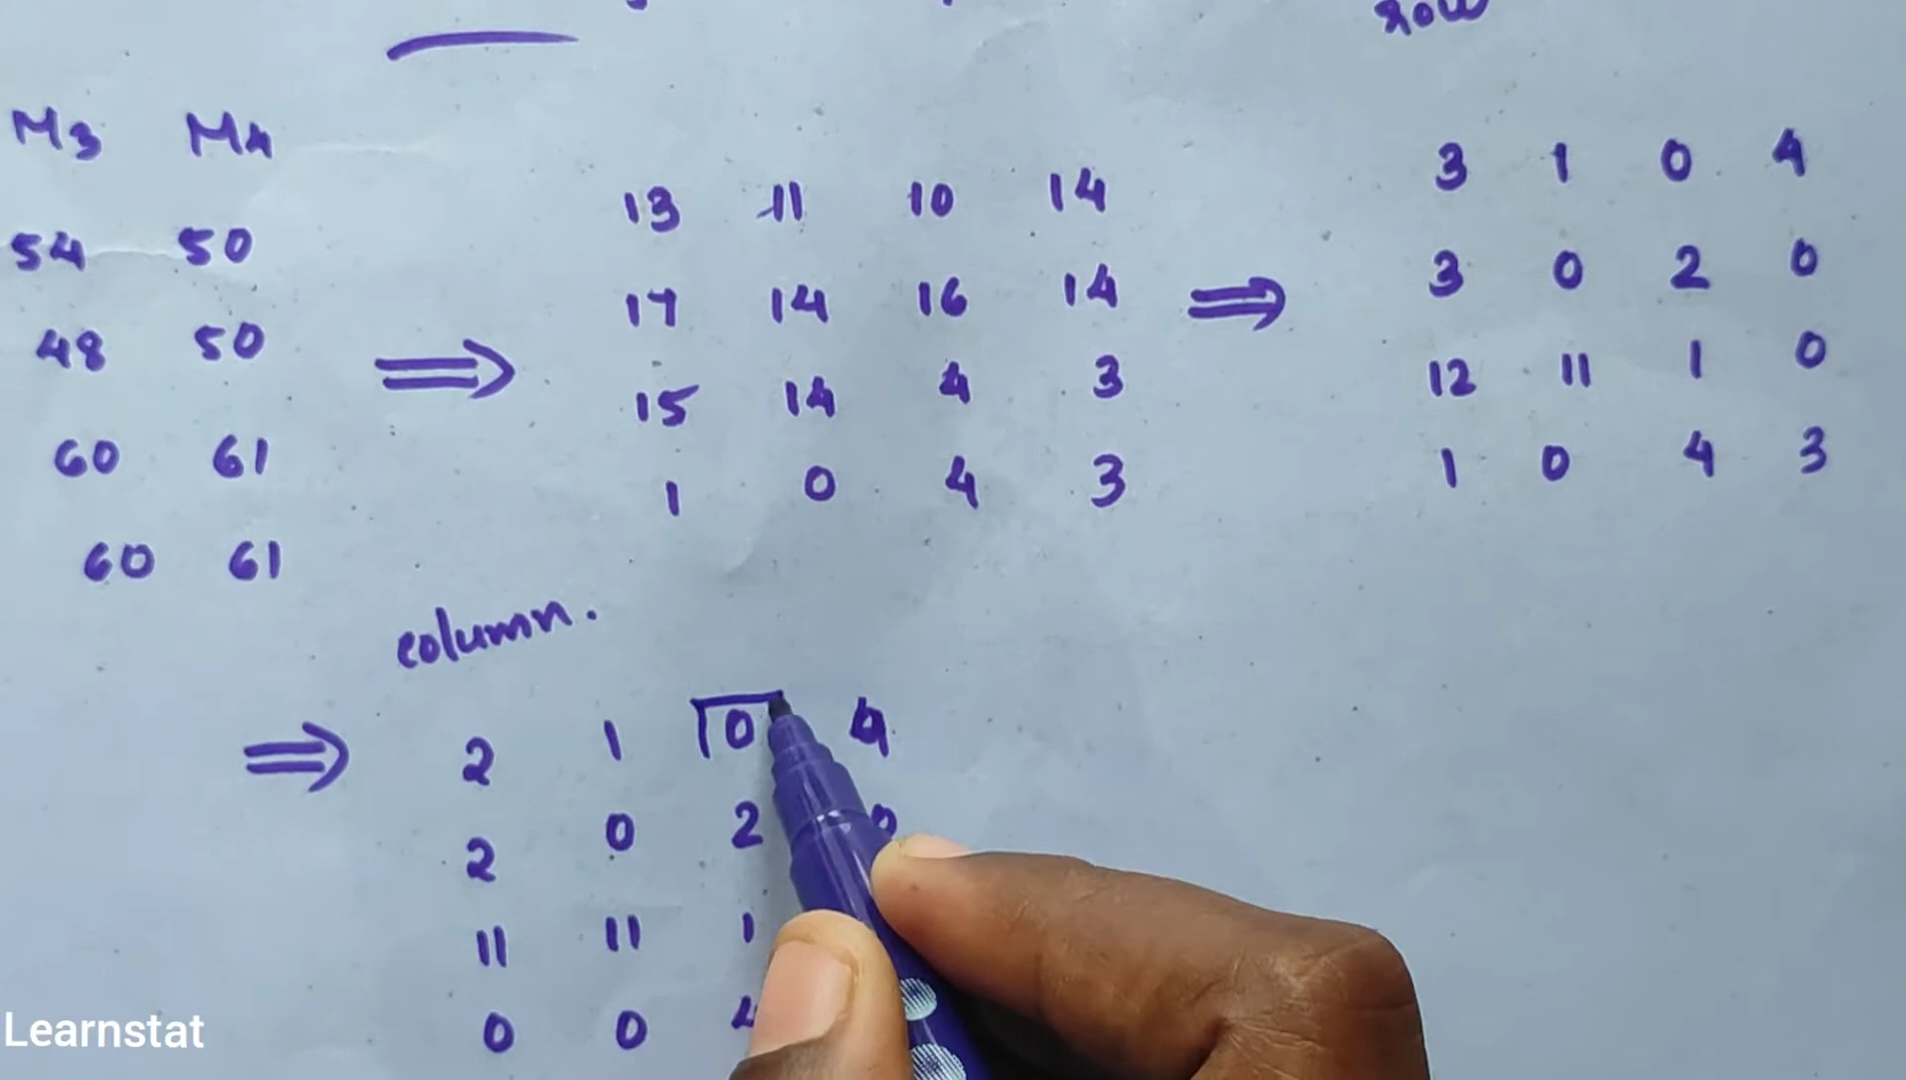 row
M3 M4
54 50
48 50
60 61
60 61
13 11 10 14
17 14 16 14
15 14 4 3
1 0 4 3
3 1 0 4
3 0 2 0
12 11 1 0
1 0 4 3
column.
2 1 0 4
2 0 2 0
11 11 1
0 0 4
Learnstat